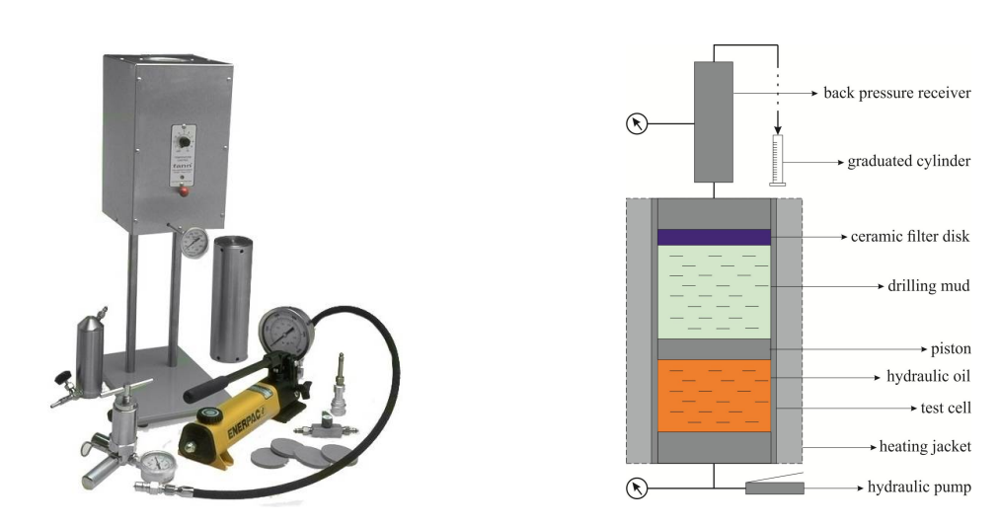 Fann
ENERPAC
back pressure receiver
graduated cylinder
ceramic filter disk
drilling mud
piston
hydraulic oil
test cell
heating jacket
hydraulic pump